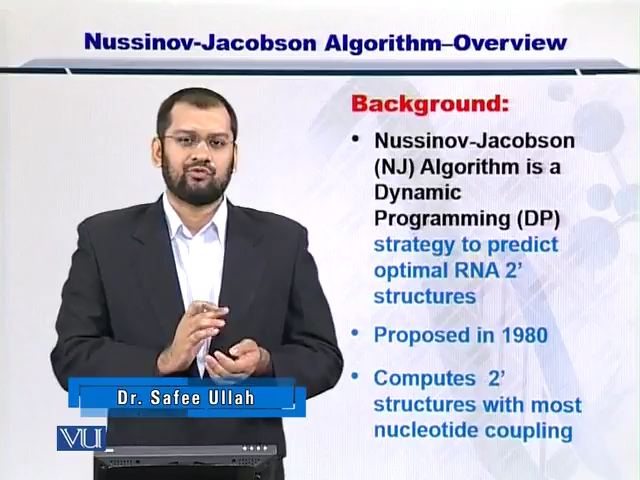 Nussinov-Jacobson Algorithm–Overview
Background:
• Nussinov-Jacobson
(NJ) Algorithm is a
Dynamic
Programming (DP)
strategy to predict
optimal RNA 2’
structures
• Proposed in 1980
• Computes 2’
structures with most
nucleotide coupling
Dr. Safee Ullah
VU